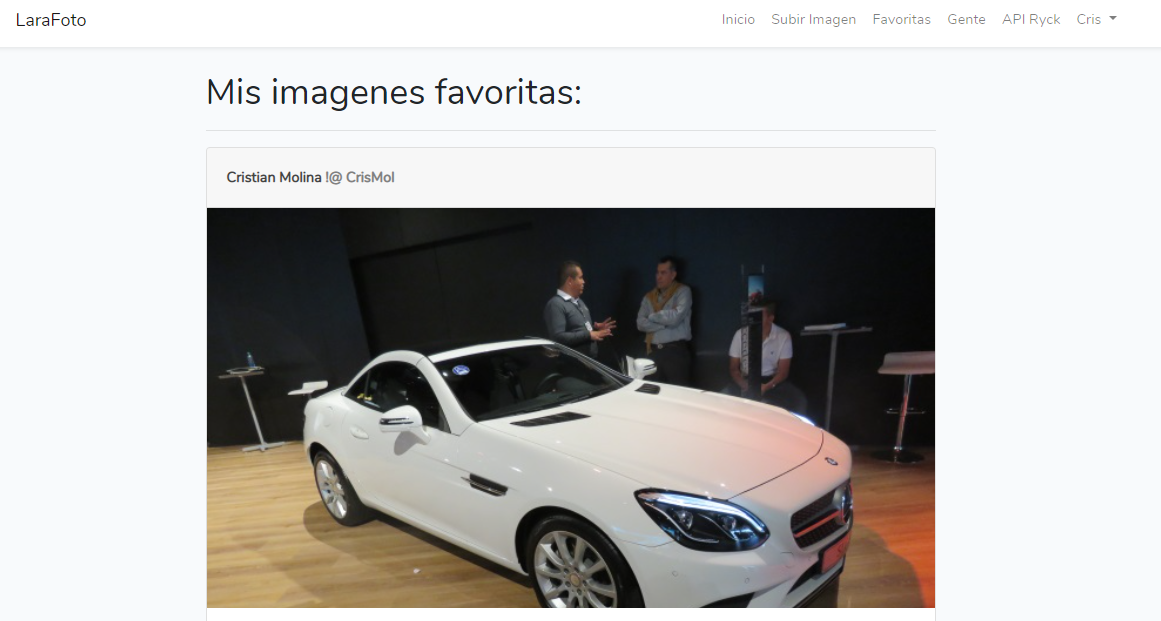 LaraFoto Inicio Subir Imagen Favoritas Gente API Ryck Cris
Mis imagenes favoritas:
Cristian Molina !@ CrisMol